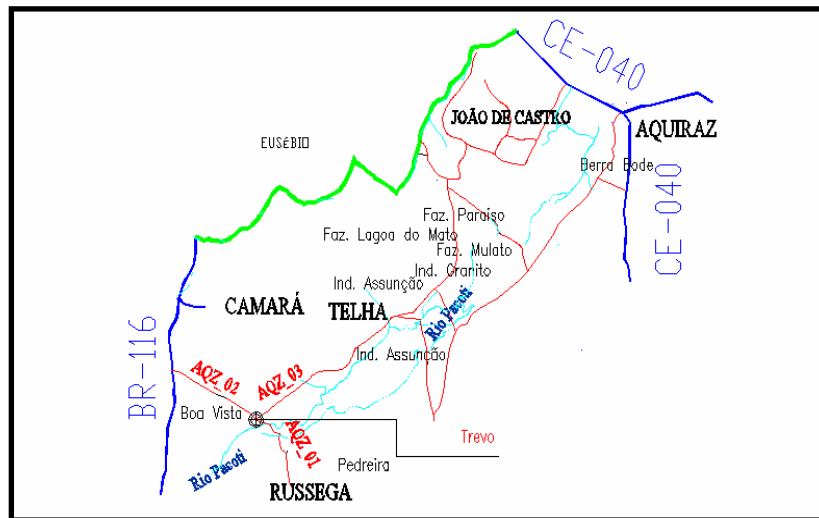 CE-040
JOÃO DE CASTRO
AQUIRAZ
EUSÉBIO
Berra Bode
CE-040
Faz. Paraíso
Faz. Lagoa do Mato
Faz. Mulato
Ind. Granito
Ind. Assunção
CAMARÁ
TELHA
Rio Pacoti
Ind. Assunção
BR-116
AQZ_02
AQZ_03
Boa Vista
AQZ_01
Trevo
Pedreira
Rio Pacoti
RUSSEGA